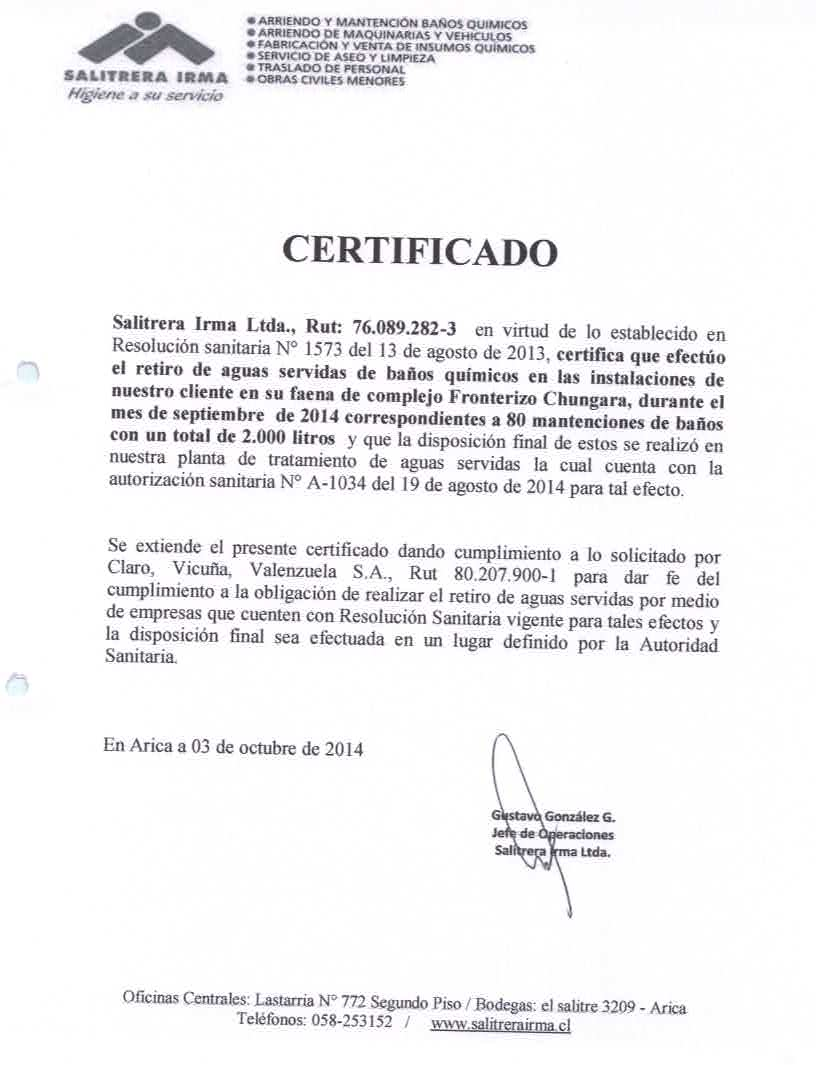 SALITRERA IRMA
Higiene a su servicio
● ARRIENDO Y MANTENCIÓN BAÑOS QUIMICOS
● ARRIENDO DE MAQUINARIAS Y VEHICULOS
● FABRICACIÓN Y VENTA DE INSUMOS QUÍMICOS
● SERVICIO DE ASEO Y LIMPIEZA
● TRASLADO DE PERSONAL
● OBRAS CIVILES MENORES
CERTIFICADO
Salitrera Irma Ltda., Rut: 76.089.282-3 en virtud de lo establecido en
Resolución sanitaria N° 1573 del 13 de agosto de 2013, certifica que efectúo
el retiro de aguas servidas de baños químicos en las instalaciones de
nuestro cliente en su faena de complejo Fronterizo Chungara, durante el
mes de septiembre de 2014 correspondientes a 80 mantenciones de baños
con un total de 2.000 litros y que la disposición final de estos se realizó en
nuestra planta de tratamiento de aguas servidas la cual cuenta con la
autorización sanitaria N° A-1034 del 19 de agosto de 2014 para tal efecto.
Se extiende el presente certificado dando cumplimiento a lo solicitado por
Claro, Vicuña, Valenzuela S.A., Rut 80.207.900-1 para dar fe del
cumplimiento a la obligación de realizar el retiro de aguas servidas por medio
de empresas que cuenten con Resolución Sanitaria vigente para tales efectos y
la disposición final sea efectuada en un lugar definido por la Autoridad
Sanitaria.
En Arica a 03 de octubre de 2014
Gustavo González G.
Jefe de Operaciones
Salitrera Irma Ltda.
Oficinas Centrales: Lastarria N° 772 Segundo Piso / Bodegas: el salitre 3209 - Arica
Teléfonos: 058-253152 / www.salitrerairma.cl